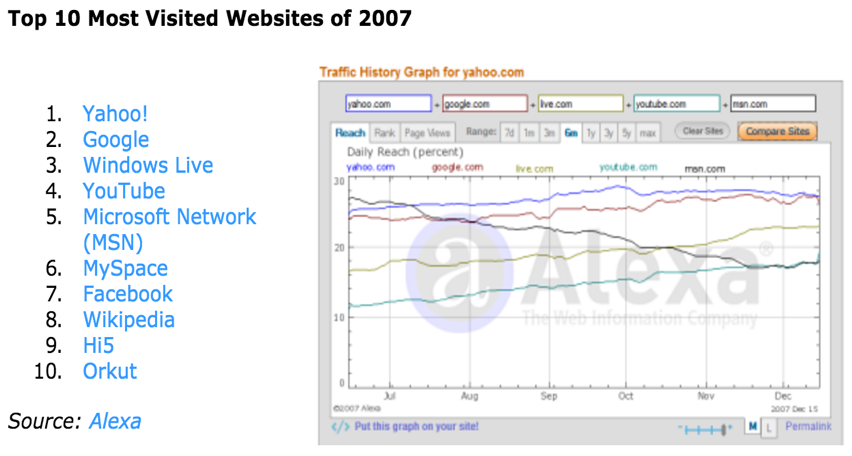 Top 10 Most Visited Websites of 2007
1. Yahoo!
2. Google
3. Windows Live
4. YouTube
5. Microsoft Network
(MSN)
6. MySpace
7. Facebook
8. Wikipedia
9. Hi5
10. Orkut
Source: Alexa
Traffic History Graph for yahoo.com
yahoo.com + google.com + live.com + youtube.com + msn.com
Reach Rank Page Views Range: 7d 1m 3m 6m 1y 3y 5y max Clear Sites Compare Sites
Daily Reach (percent)
yahoo.com google.com live.com youtube.com msn.com
30
20
10
0
Alexa®
The Web Information Company
Jul Aug Sep Oct Nov Dec
©2007 Alexa 2007 Dec 15
</> Put this graph on your site! - + M L Permalink